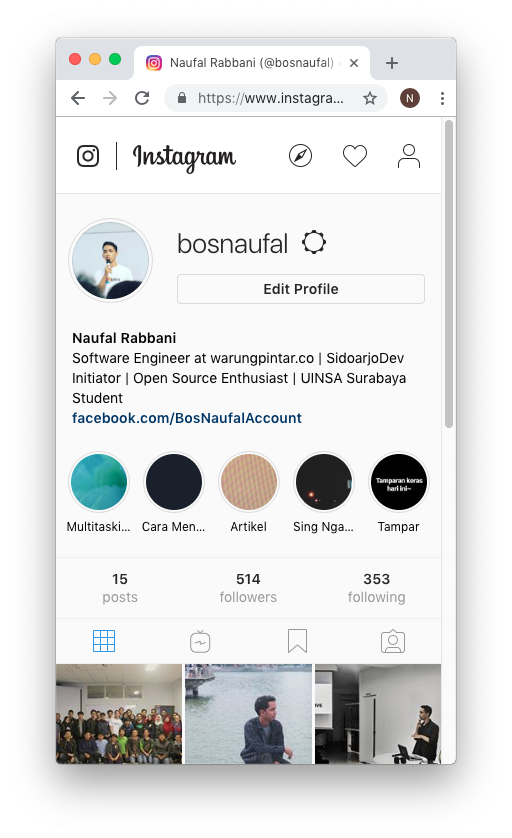 Naufal Rabbani (@bosnaufal)
N
https://www.instagra...
Instagram
bosnaufal
Edit Profile
Naufal Rabbani
Software Engineer at warungpintar.co | SidoarjoDev
Initiator | Open Source Enthusiast | UINSA Surabaya
Student
facebook.com/BosNaufalAccount
Multitaski...
Cara Men...
Artikel
Sing Nga...
Tamparan keras
hari ini~
Tampar
15
posts
514
followers
353
following